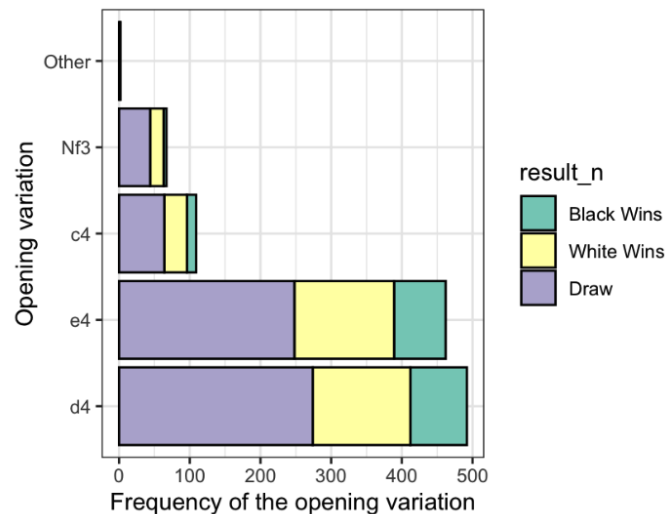 Other
Nf3
c4
e4
d4
Opening variation
0 100 200 300 400 500
Frequency of the opening variation
result_n
Black Wins
White Wins
Draw